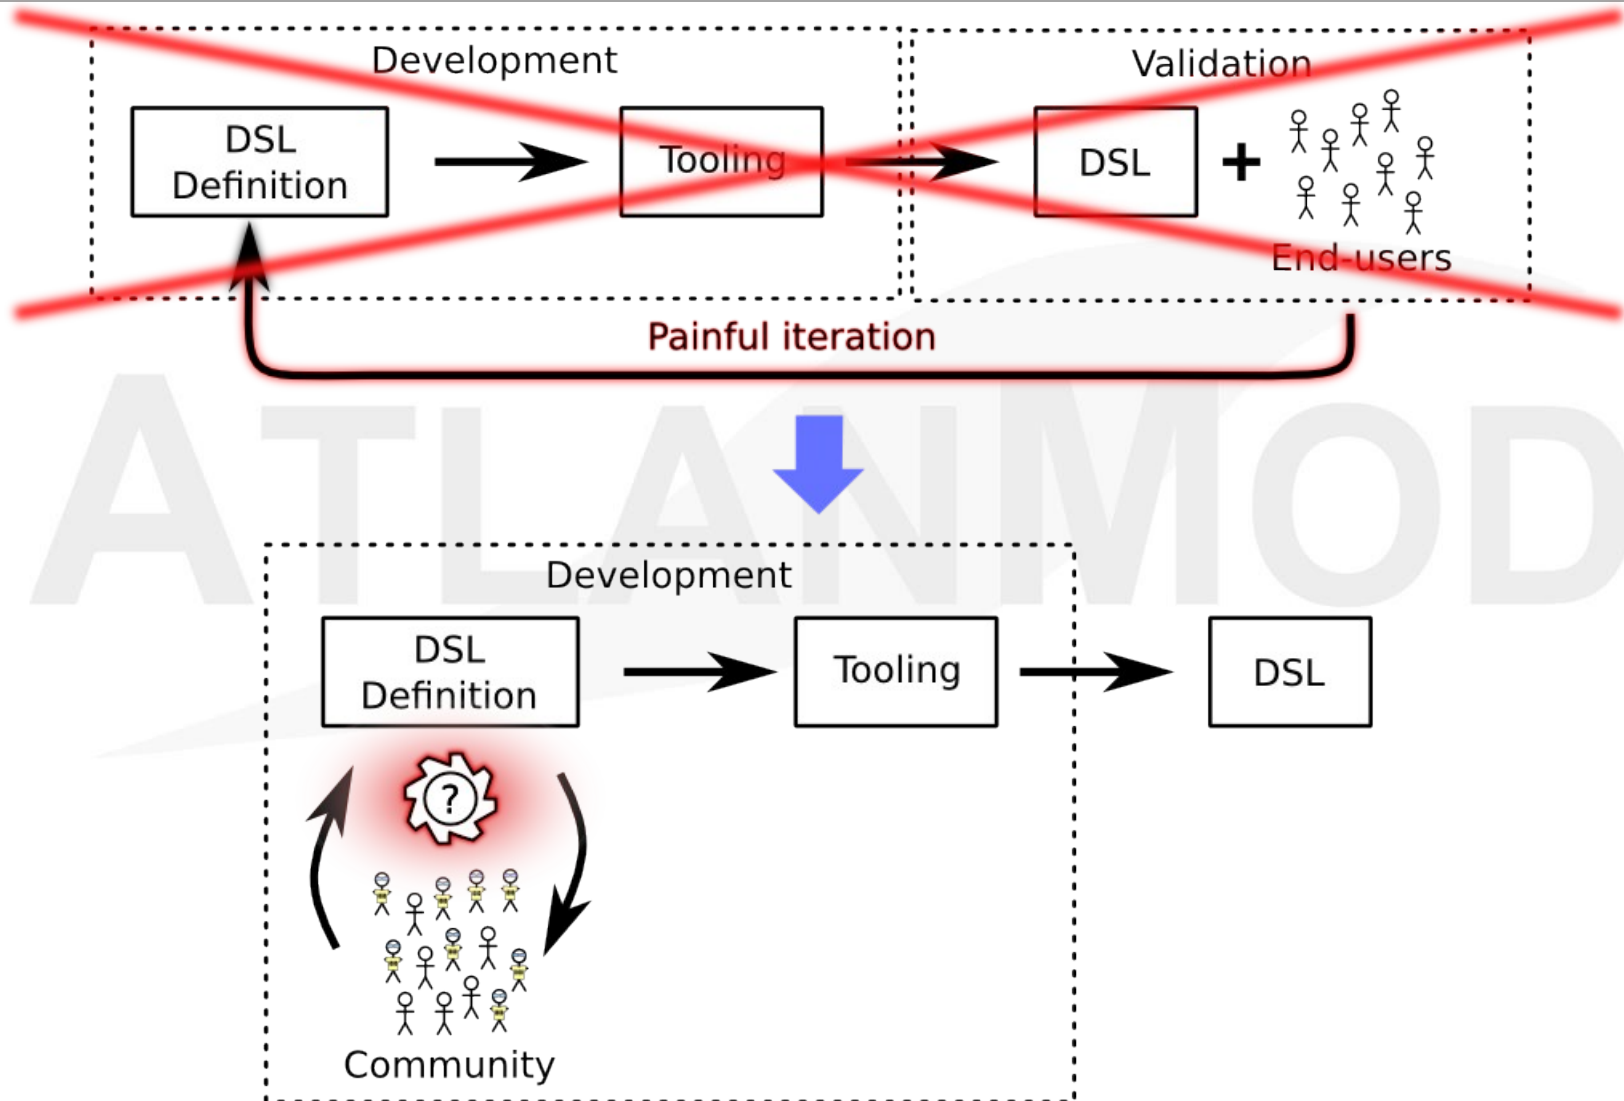 Development
Validation
DSL
Definition
Tooling
DSL
+
End-users
Painful iteration
ATLANMOD
Development
DSL
Definition
Tooling
DSL
?
Community